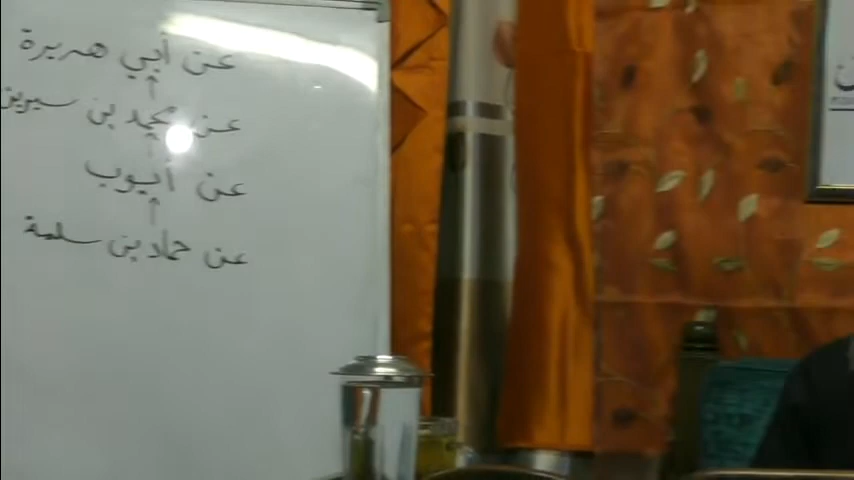 عن أبي هريرة
عن محمد بن سيرين
عن أيوب
عن حماد بن سلمة